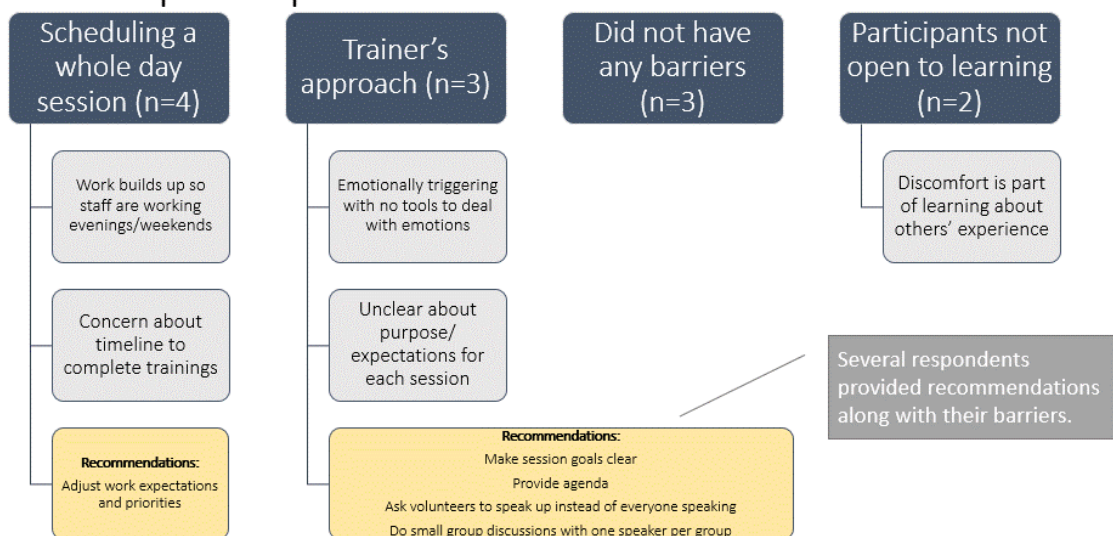 Scheduling a
whole day
session (n=4)
Work builds up so
staff are working
evenings/weekends
Concern about
timeline to
complete trainings
Recommendations:
Adjust work expectations
and priorities
Trainer's
approach (n=3)
Emotionally triggering
with no tools to deal
with emotions
Unclear about
purpose/
expectations for
each session
Recommendations:
Make session goals clear
Provide agenda
Ask volunteers to speak up instead of everyone speaking
Do small group discussions with one speaker per group
Did not have
any barriers
(n=3)
Participants not
open to learning
(n=2)
Discomfort is part
of learning about
others' experience
Several respondents
provided recommendations
along with their barriers.